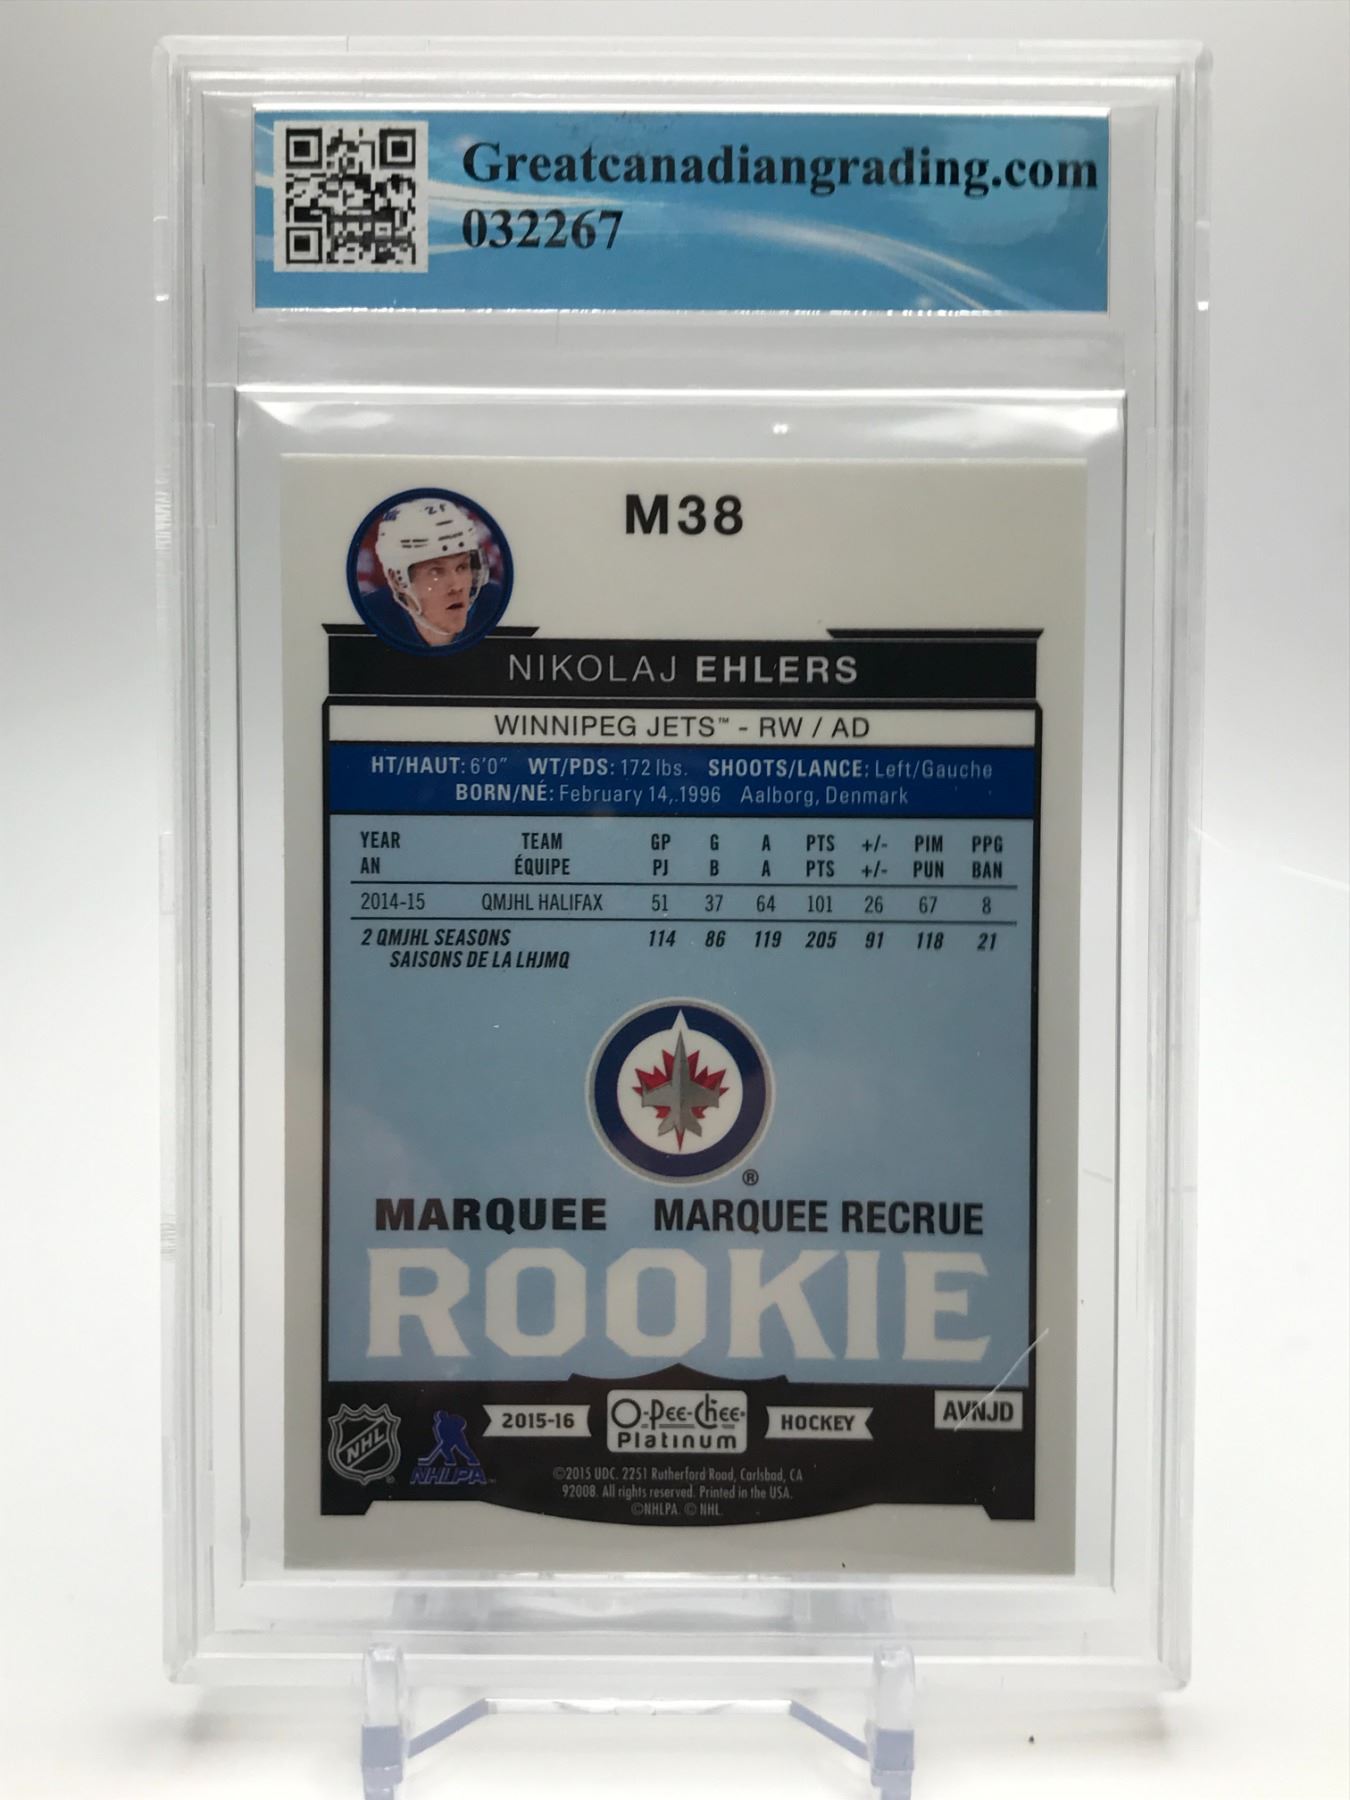 Greatcanadiangrading.com
032267
M38
NIKOLAJ EHLERS
WINNIPEG JETS™ - RW / AD
HT/HAUT: 6'0" WT/PDS: 172 lbs. SHOOTS/LANCE: Left/Gauche
BORN/NÉ: February 14, 1996 Aalborg, Denmark
YEAR TEAM GP G A PTS +/- PIM PPG
AN ÉQUIPE PJ B A PTS +/- PUN BAN
2014-15 QMJHL HALIFAX 51 37 64 101 26 67 8
2 QMJHL SEASONS 114 86 119 205 91 118 21
SAISONS DE LA LHJMQ
®
MARQUEE MARQUEE RECRUE
ROOKIE
NHL NHLPA 2015-16 O-Pee-Chee Platinum HOCKEY AVNJD
©2015 UDC. 2251 Rutherford Road, Carlsbad, CA
92008. All rights reserved. Printed in the USA.
©NHLPA. © NHL.